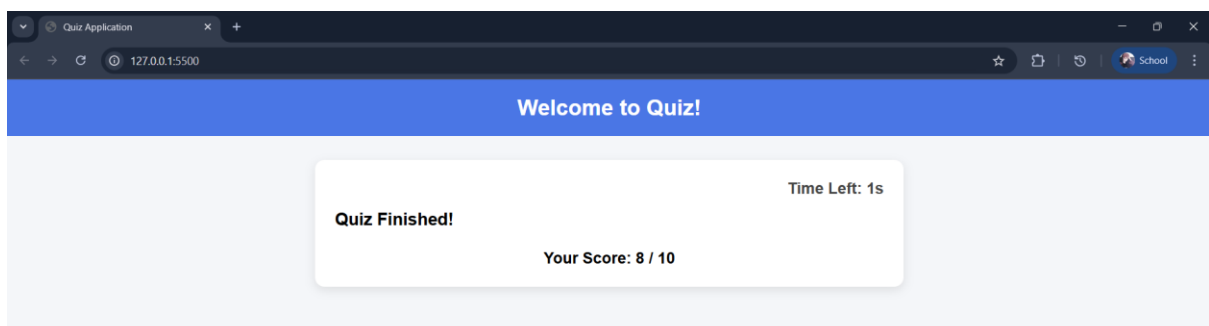 Quiz Application
127.0.0.1:5500
School
Welcome to Quiz!
Time Left: 1s
Quiz Finished!
Your Score: 8 / 10